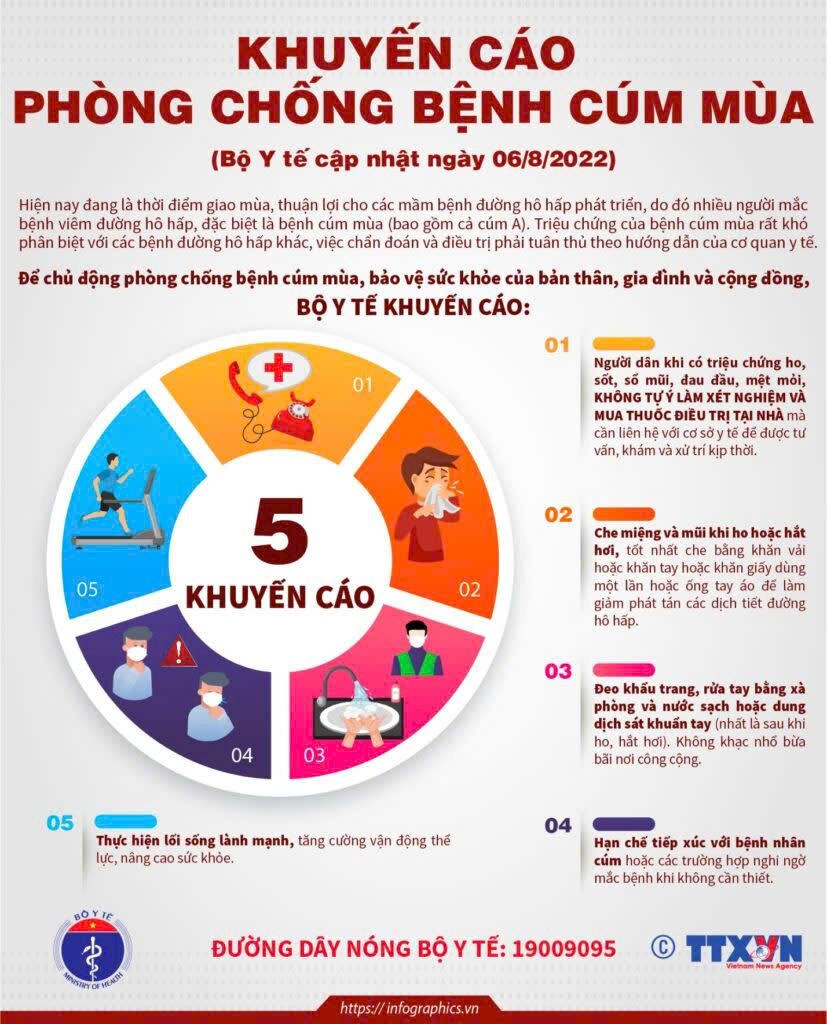 KHUYẾN CÁO
PHÒNG CHỐNG BỆNH CÚM MÙA
(Bộ Y tế cập nhật ngày 06/8/2022)
Hiện nay đang là thời điểm giao mùa, thuận lợi cho các mầm bệnh đường hô hấp phát triển, do đó nhiều người mắc
bệnh viêm đường hô hấp, đặc biệt là bệnh cúm mùa (bao gồm cả cúm A). Triệu chứng của bệnh cúm mùa rất khó
phân biệt với các bệnh đường hô hấp khác, việc chẩn đoán và điều trị phải tuân thủ theo hướng dẫn của cơ quan y tế.
Để chủ động phòng chống bệnh cúm mùa, bảo vệ sức khỏe của bản thân, gia đình và cộng đồng,
BỘ Y TẾ KHUYẾN CÁO:
01
02
03
04
05
5
KHUYẾN CÁO
01
Người dân khi có triệu chứng ho,
sốt, sổ mũi, đau đầu, mệt mỏi,
KHÔNG TỰ Ý LÀM XÉT NGHIỆM VÀ
MUA THUỐC ĐIỀU TRỊ TẠI NHÀ mà
cần liên hệ với cơ sở y tế để được tư
vấn, khám và xử trí kịp thời.
02
Che miệng và mũi khi ho hoặc hắt
hơi, tốt nhất che bằng khăn vải
hoặc khăn tay hoặc khăn giấy dùng
một lần hoặc ống tay áo để làm
giảm phát tán các dịch tiết đường
hô hấp.
03
Đeo khẩu trang, rửa tay bằng xà
phòng và nước sạch hoặc dung
dịch sát khuẩn tay (nhất là sau khi
ho, hắt hơi). Không khạc nhổ bừa
bãi nơi công cộng.
04
Hạn chế tiếp xúc với bệnh nhân
cúm hoặc các trường hợp nghi ngờ
mắc bệnh khi không cần thiết.
05
Thực hiện lối sống lành mạnh, tăng cường vận động thể
lực, nâng cao sức khỏe.
BỘ Y TẾ
MINISTRY OF HEALTH
ĐƯỜNG DÂY NÓNG BỘ Y TẾ: 19009095
© TTXVN
Vietnam News Agency
https://infographics.vn